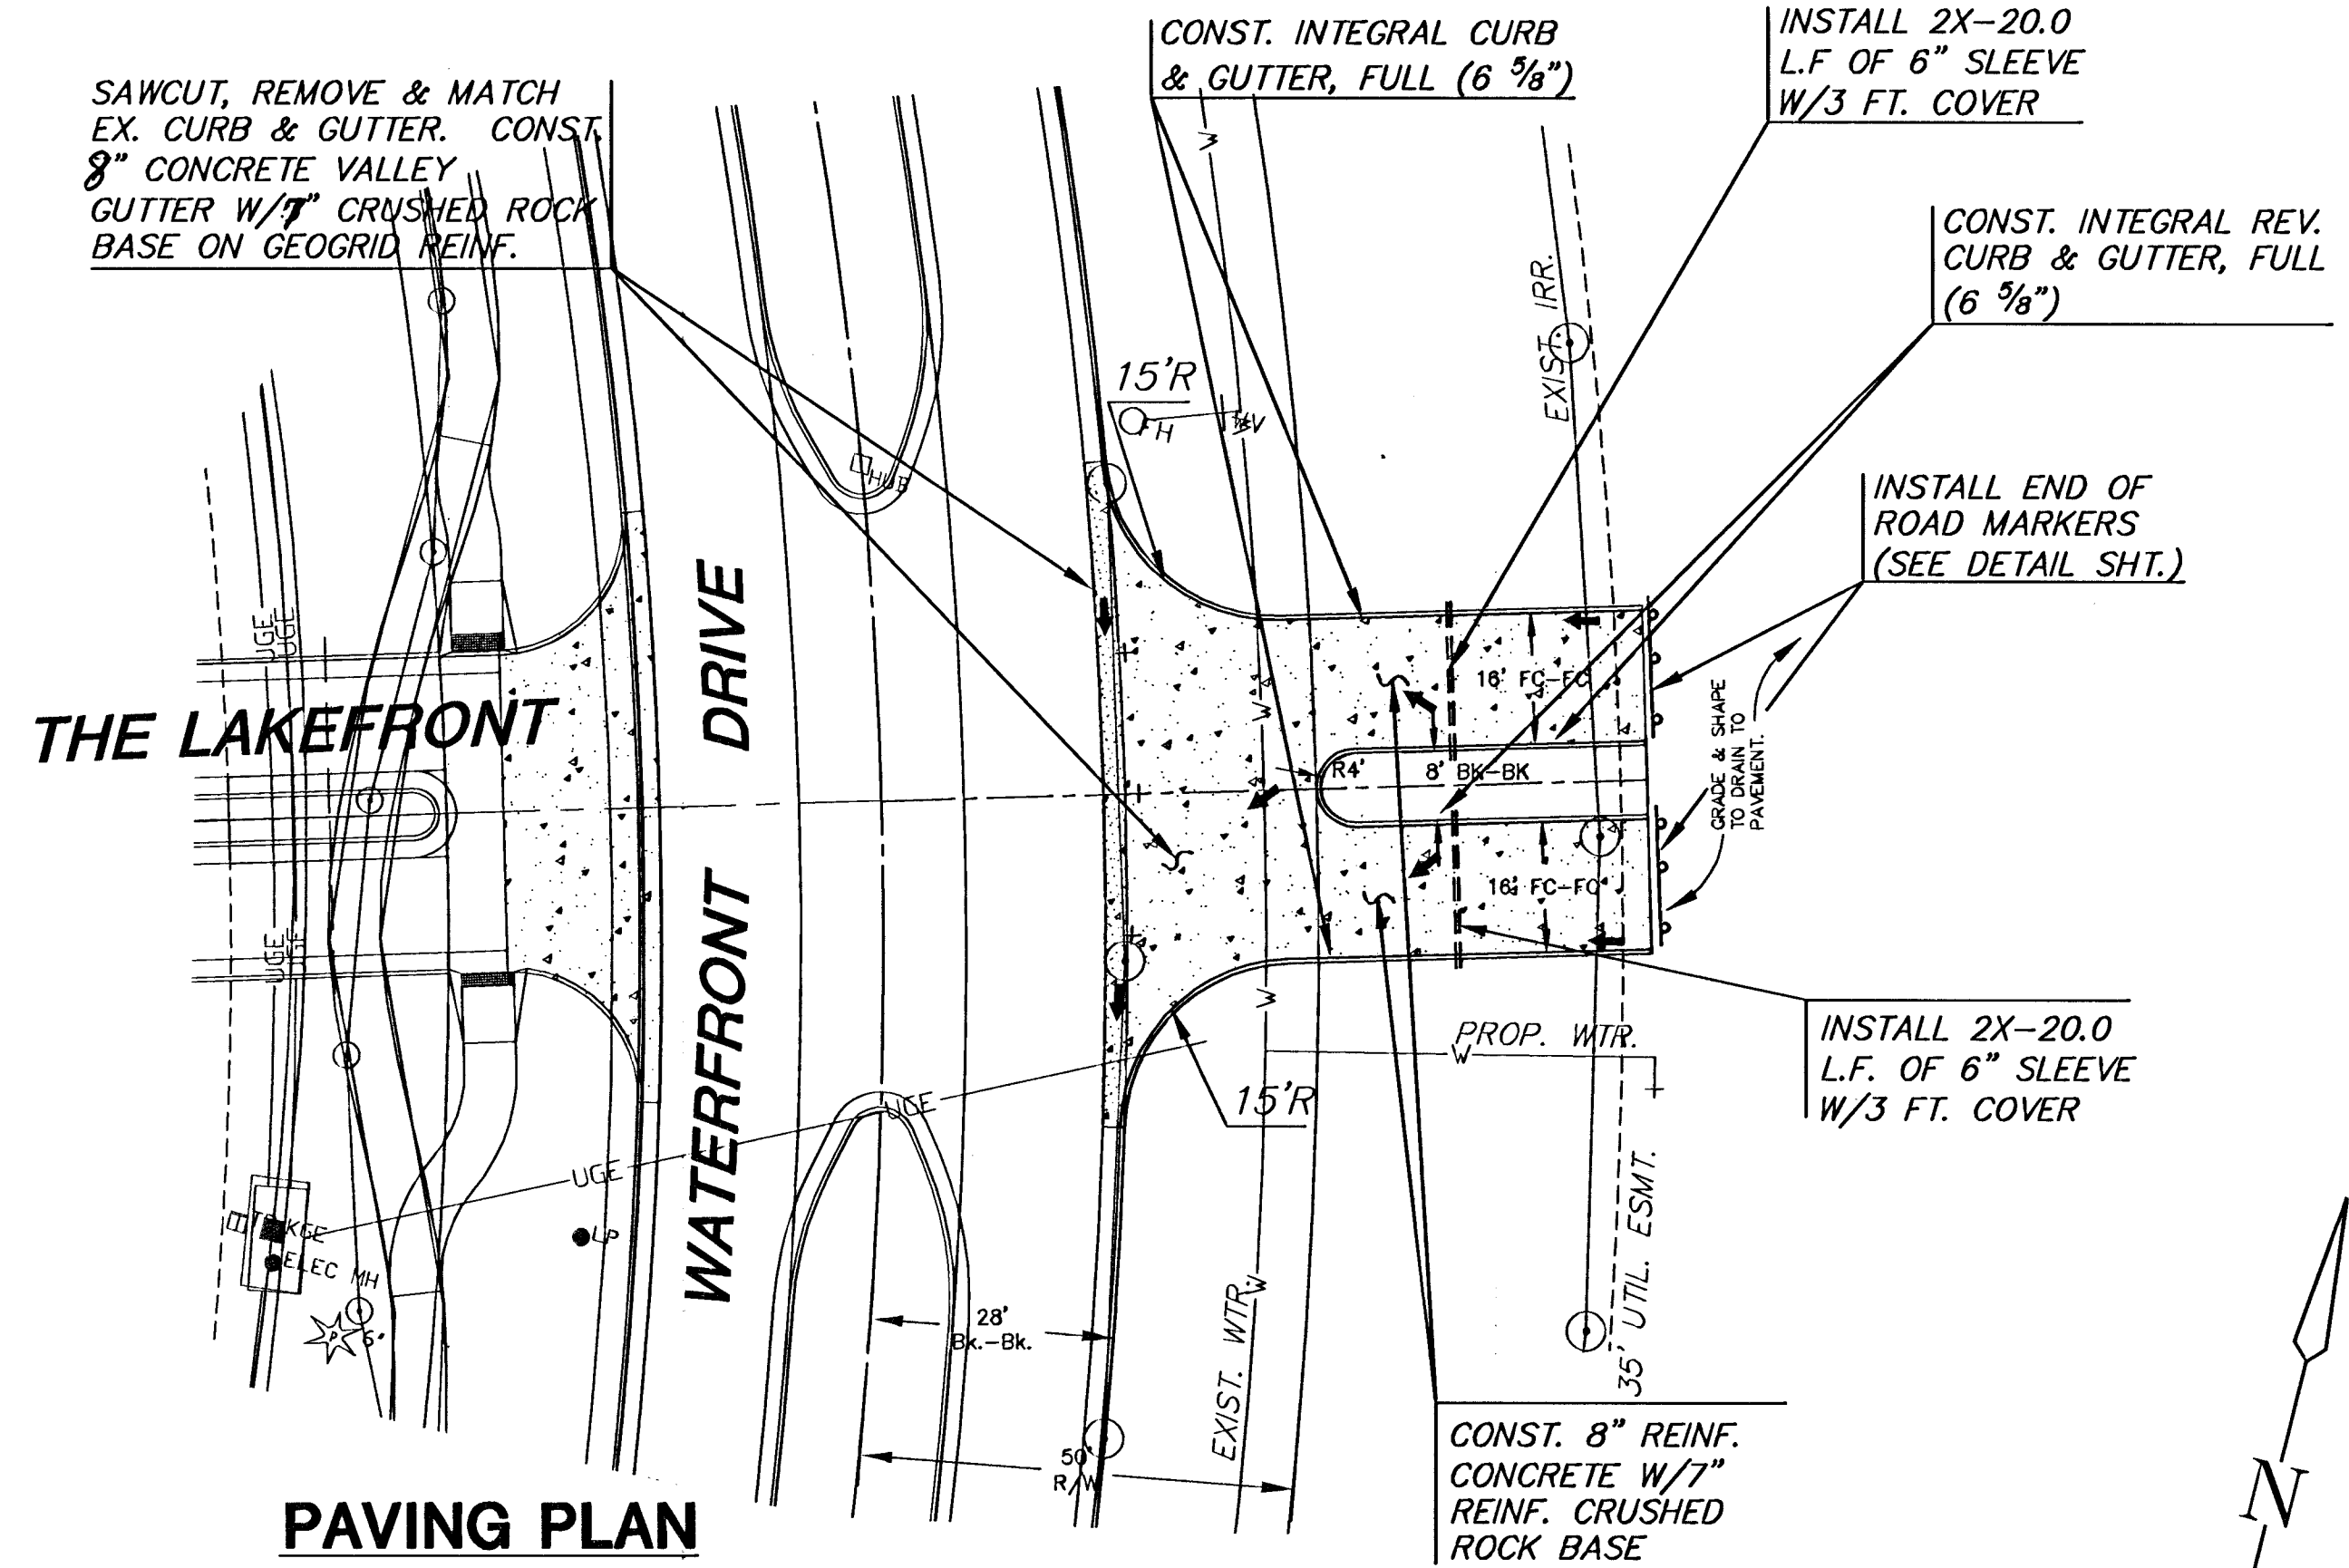 CONST. INTEGRAL CURB
& GUTTER, FULL (6 5/8")
INSTALL 2X-20.0
L.F OF 6" SLEEVE
W/3 FT. COVER
SAWCUT, REMOVE & MATCH
EX. CURB & GUTTER. CONST.
8" CONCRETE VALLEY
GUTTER W/7" CRUSHED ROCK
BASE ON GEOGRID REINF.
CONST. INTEGRAL REV.
CURB & GUTTER, FULL
(6 5/8")
W
EXIST. IRR.
15'R
FH
WV
HUB
INSTALL END OF
ROAD MARKERS
(SEE DETAIL SHT.)
UGE
UGE
THE LAKEFRONT
WATERFRONT DRIVE
W
16' FC-FC
R4'
8' BK-BK
16' FC-FC
GRADE & SHAPE
TO DRAIN TO
PAVEMENT.
UGE
W
PROP. WTR.
W
15'R
INSTALL 2X-20.0
L.F. OF 6" SLEEVE
W/3 FT. COVER
UGE
UGE
LP
ELEC MH
P
6"
28'
Bk.-Bk.
W
EXIST. WTR.
35' UTIL. ESMT.
50'
R/W
CONST. 8" REINF.
CONCRETE W/7"
REINF. CRUSHED
ROCK BASE
PAVING PLAN
N